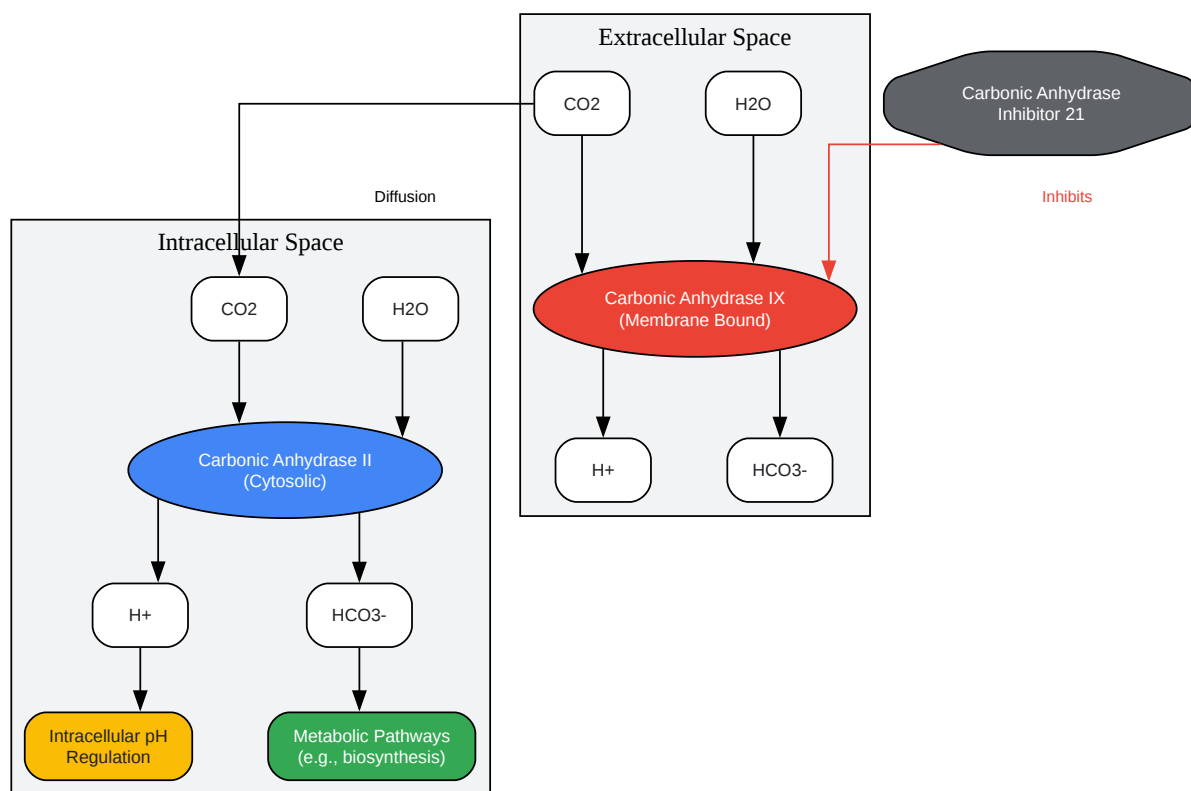 Extracellular Space
CO2
H2O
Carbonic Anhydrase
Inhibitor 21
Diffusion
Inhibits
Intracellular Space
CO2
H2O
Carbonic Anhydrase IX
(Membrane Bound)
Carbonic Anhydrase II
(Cytosolic)
H+
HCO3-
H+
HCO3-
Intracellular pH
Regulation
Metabolic Pathways
(e.g., biosynthesis)